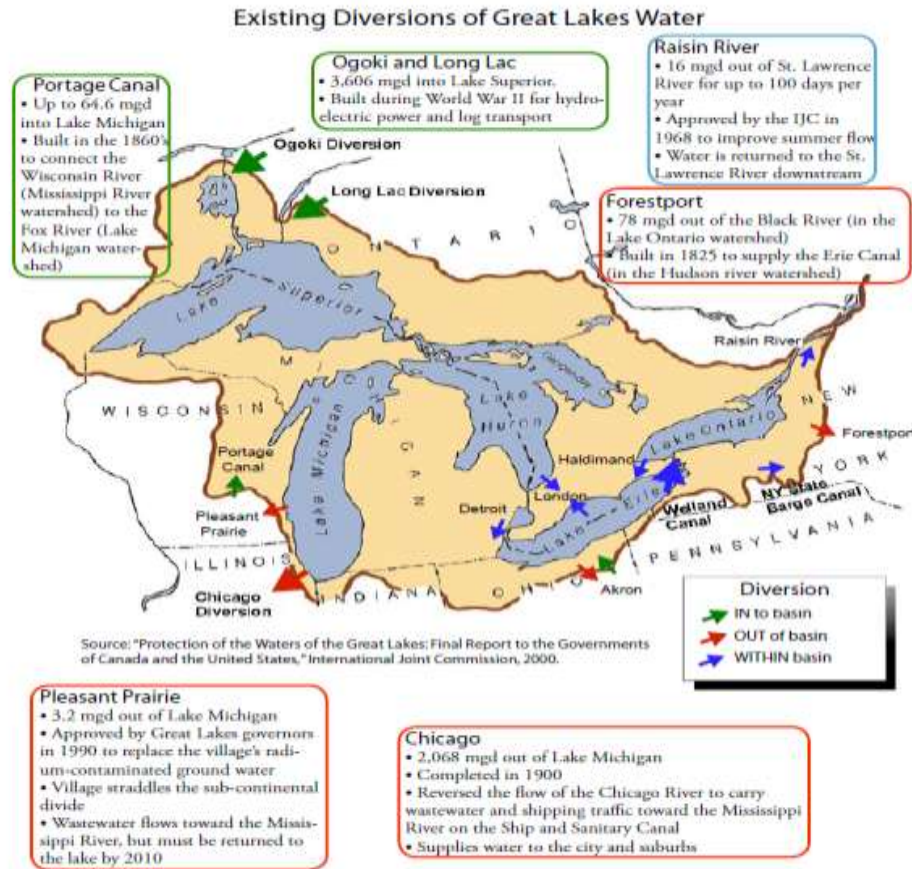 Existing Diversions of Great Lakes Water
Portage Canal
• Up to 64.6 mgd
into Lake Michigan
• Built in the 1860's
to connect the
Wisconsin River
(Mississippi River
watershed) to the
Fox River (Lake
Michigan water-
shed)
Ogoki and Long Lac
• 3,606 mgd into Lake Superior.
• Built during World War II for hydro-
electric power and log transport
Raisin River
• 16 mgd out of St. Lawrence
River for up to 100 days per
year
• Approved by the IJC in
1968 to improve summer flow
• Water is returned to the St.
Lawrence River downstream
Forestport
• 78 mgd out of the Black River (in the
Lake Ontario watershed)
• Built in 1825 to supply the Erie Canal
(in the Hudson river watershed)
Ogoki Diversion
Long Lac Diversion
ONTARIO
Lake Superior
Raisin River
WISCONSIN
MICHIGAN
Lake Michigan
Lake Huron
Georgian
Lake Ontario
NEW YORK
Forestport
Portage
Canal
Haldimand
London
Detroit
Lake Erie
Welland
Canal
NY State
Barge Canal
Pleasant
Prairie
PENNSYLVANIA
ILLINOIS
INDIANA
OHIO
Akron
Chicago
Diversion
Diversion
IN to basin
OUT of basin
WITHIN basin
Source: "Protection of the Waters of the Great Lakes: Final Report to the Governments
of Canada and the United States," International Joint Commission, 2000.
Pleasant Prairie
• 3.2 mgd out of Lake Michigan
• Approved by Great Lakes governors
in 1990 to replace the village's radi-
um-contaminated ground water
• Village straddles the sub-continental
divide
• Wastewater flows toward the Missis-
sippi River, but must be returned to
the lake by 2010
Chicago
• 2,068 mgd out of Lake Michigan
• Completed in 1900
• Reversed the flow of the Chicago River to carry
wastewater and shipping traffic toward the Mississippi
River on the Ship and Sanitary Canal
• Supplies water to the city and suburbs